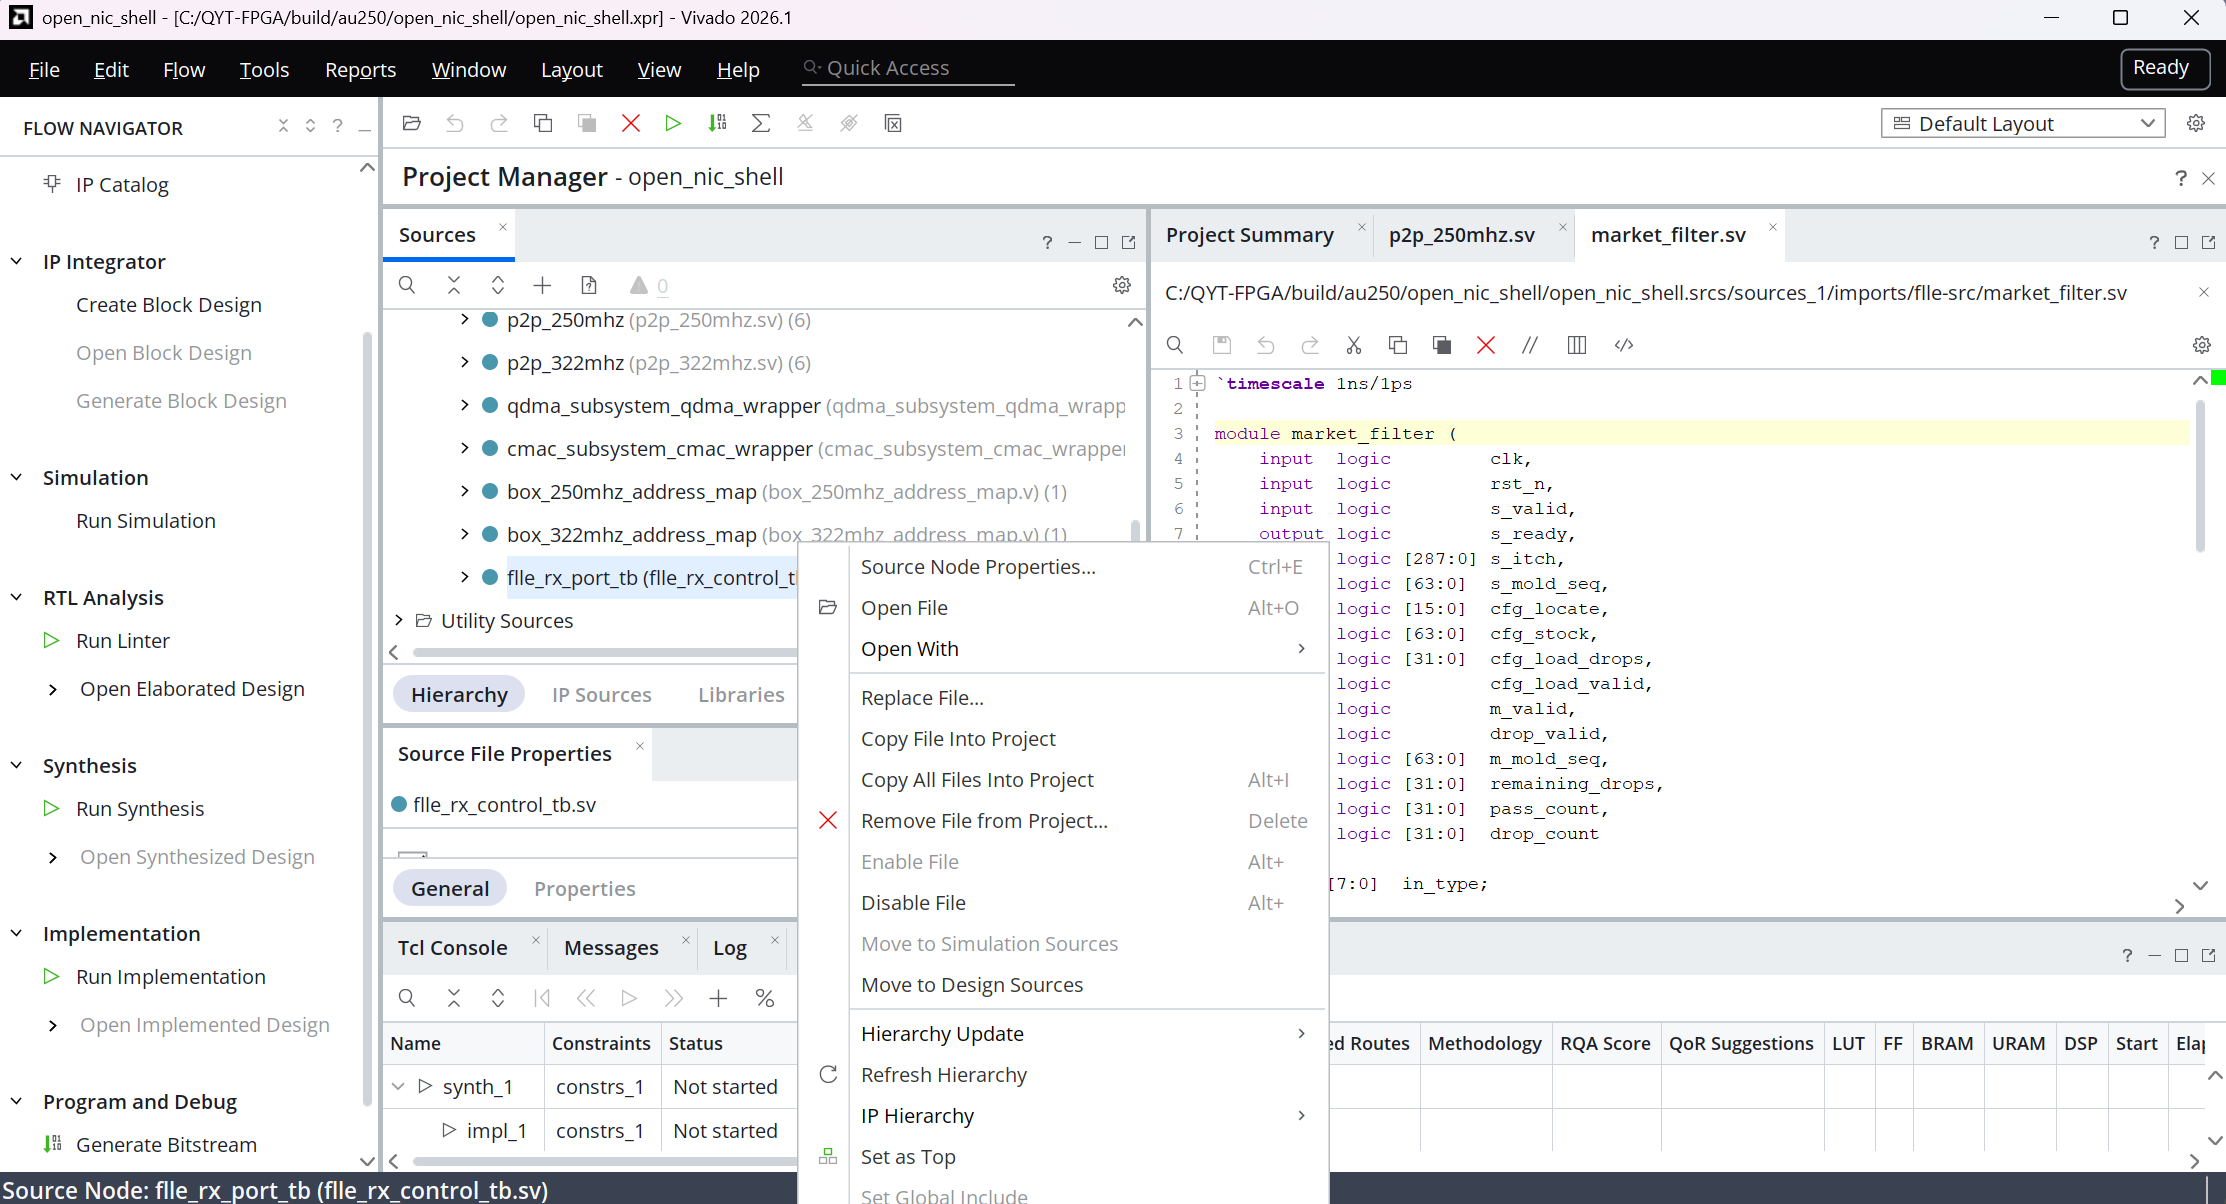 open_nic_shell - [C:/QYT-FPGA/build/au250/open_nic_shell/open_nic_shell.xpr] - Vivado 2026.1
File Edit Flow Tools Reports Window Layout View Help Quick Access Ready
FLOW NAVIGATOR
IP Catalog
IP Integrator
Create Block Design
Open Block Design
Generate Block Design
Simulation
Run Simulation
RTL Analysis
Run Linter
Open Elaborated Design
Synthesis
Run Synthesis
Open Synthesized Design
Implementation
Run Implementation
Open Implemented Design
Program and Debug
Generate Bitstream
Default Layout
Project Manager - open_nic_shell
Sources
0
p2p_250mhz (p2p_250mhz.sv) (6)
p2p_322mhz (p2p_322mhz.sv) (6)
qdma_subsystem_qdma_wrapper (qdma_subsystem_qdma_wrapp
cmac_subsystem_cmac_wrapper (cmac_subsystem_cmac_wrapper
box_250mhz_address_map (box_250mhz_address_map.v) (1)
box_322mhz_address_map (box_322mhz_address_map.v) (1)
flle_rx_port_tb (flle_rx_control_tb
Utility Sources
Hierarchy IP Sources Libraries
Source File Properties
flle_rx_control_tb.sv
General Properties
Project Summary p2p_250mhz.sv market_filter.sv
C:/QYT-FPGA/build/au250/open_nic_shell/open_nic_shell.srcs/sources_1/imports/flle-src/market_filter.sv
1 `timescale 1ns/1ps
2
3 module market_filter (
4 input logic clk,
5 input logic rst_n,
6 input logic s_valid,
7 output logic s_ready,
logic [287:0] s_itch,
logic [63:0] s_mold_seq,
logic [15:0] cfg_locate,
logic [63:0] cfg_stock,
logic [31:0] cfg_load_drops,
logic cfg_load_valid,
logic m_valid,
logic drop_valid,
logic [63:0] m_mold_seq,
logic [31:0] remaining_drops,
logic [31:0] pass_count,
logic [31:0] drop_count
[7:0] in_type;
Source Node Properties... Ctrl+E
Open File Alt+O
Open With
Replace File...
Copy File Into Project
Copy All Files Into Project Alt+I
Remove File from Project... Delete
Enable File Alt+
Disable File Alt+
Move to Simulation Sources
Move to Design Sources
Hierarchy Update
Refresh Hierarchy
IP Hierarchy
Set as Top
Set Global Include
Tcl Console Messages Log
Name Constraints Status ed Routes Methodology RQA Score QoR Suggestions LUT FF BRAM URAM DSP Start Elap
synth_1 constrs_1 Not started
impl_1 constrs_1 Not started
Source Node: flle_rx_port_tb (flle_rx_control_tb.sv)